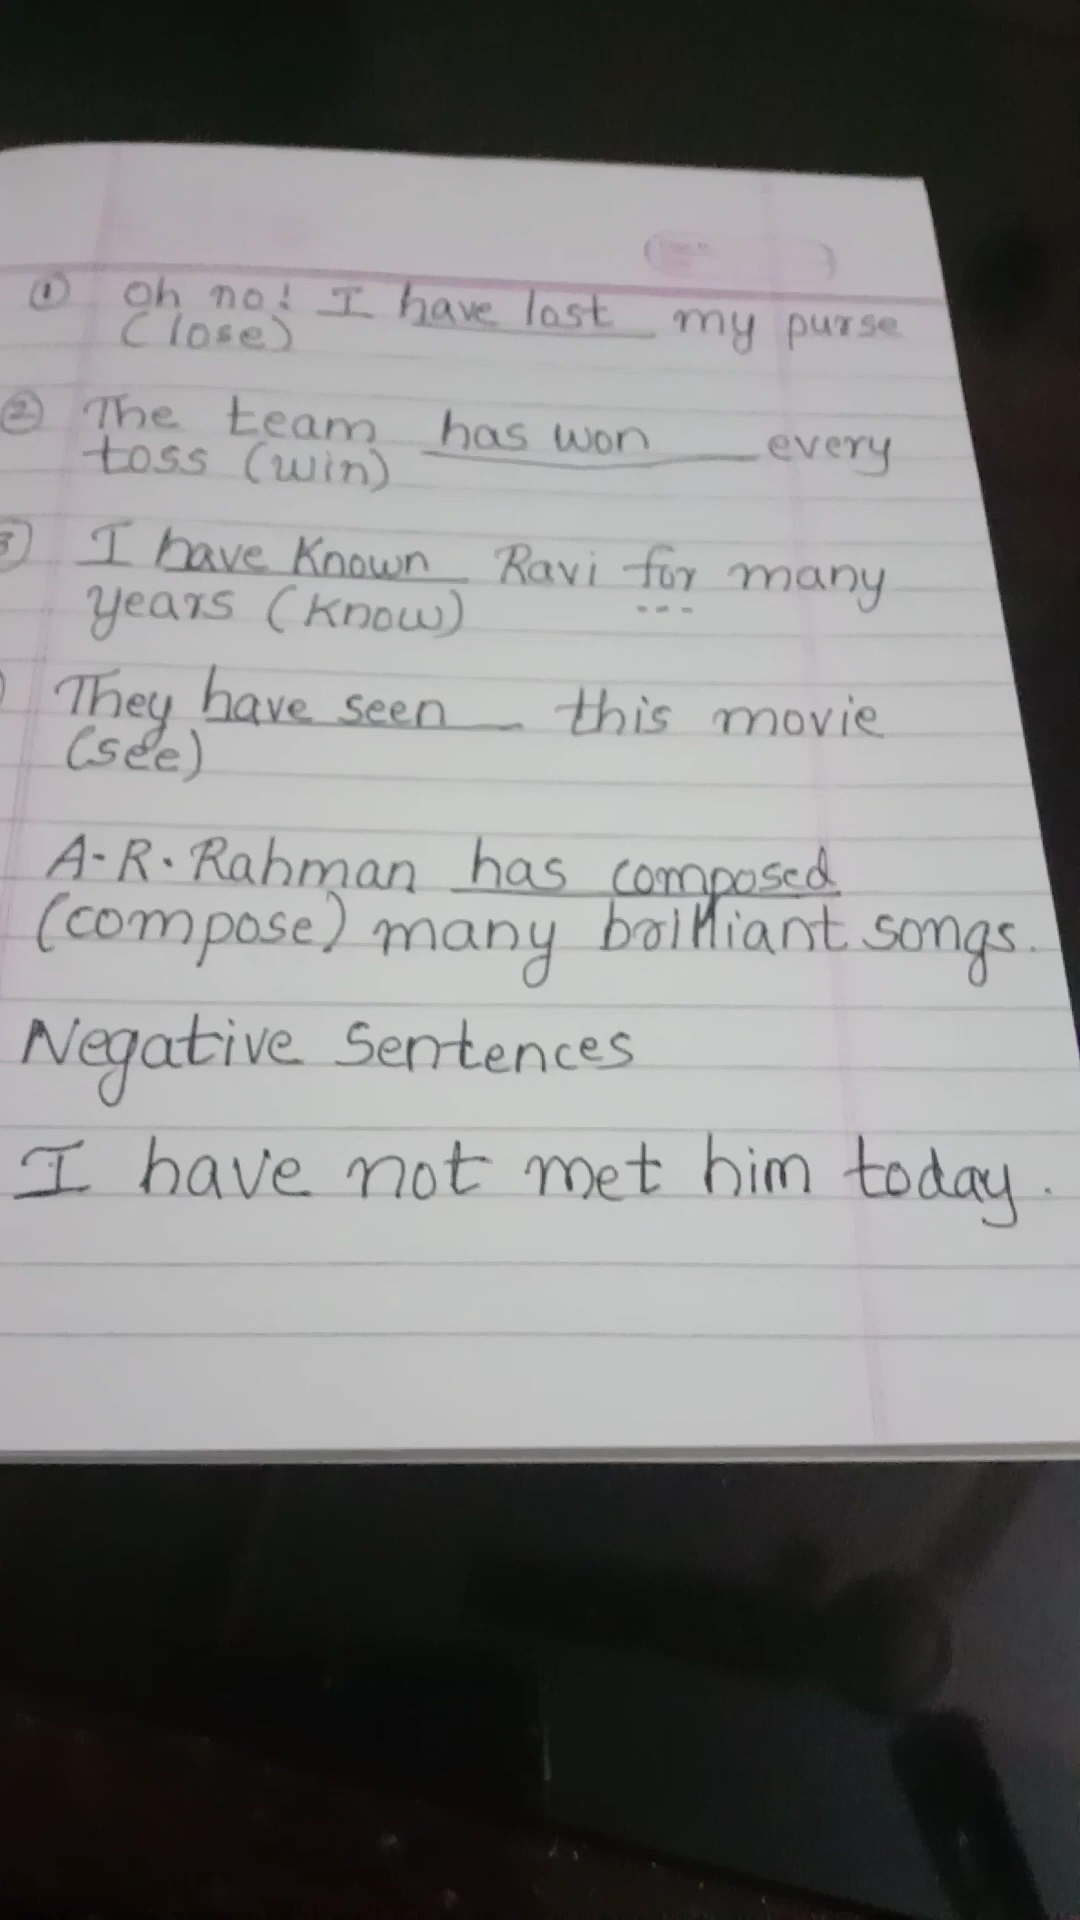 ① Oh no! I have lost my purse
(lose)
② The team has won every
toss (win)
3) I have Known Ravi for many
years (Know)
) They have seen this movie
(see)
A.R. Rahman has composed
(compose) many brilliant songs.
Negative Sentences
I have not met him today.